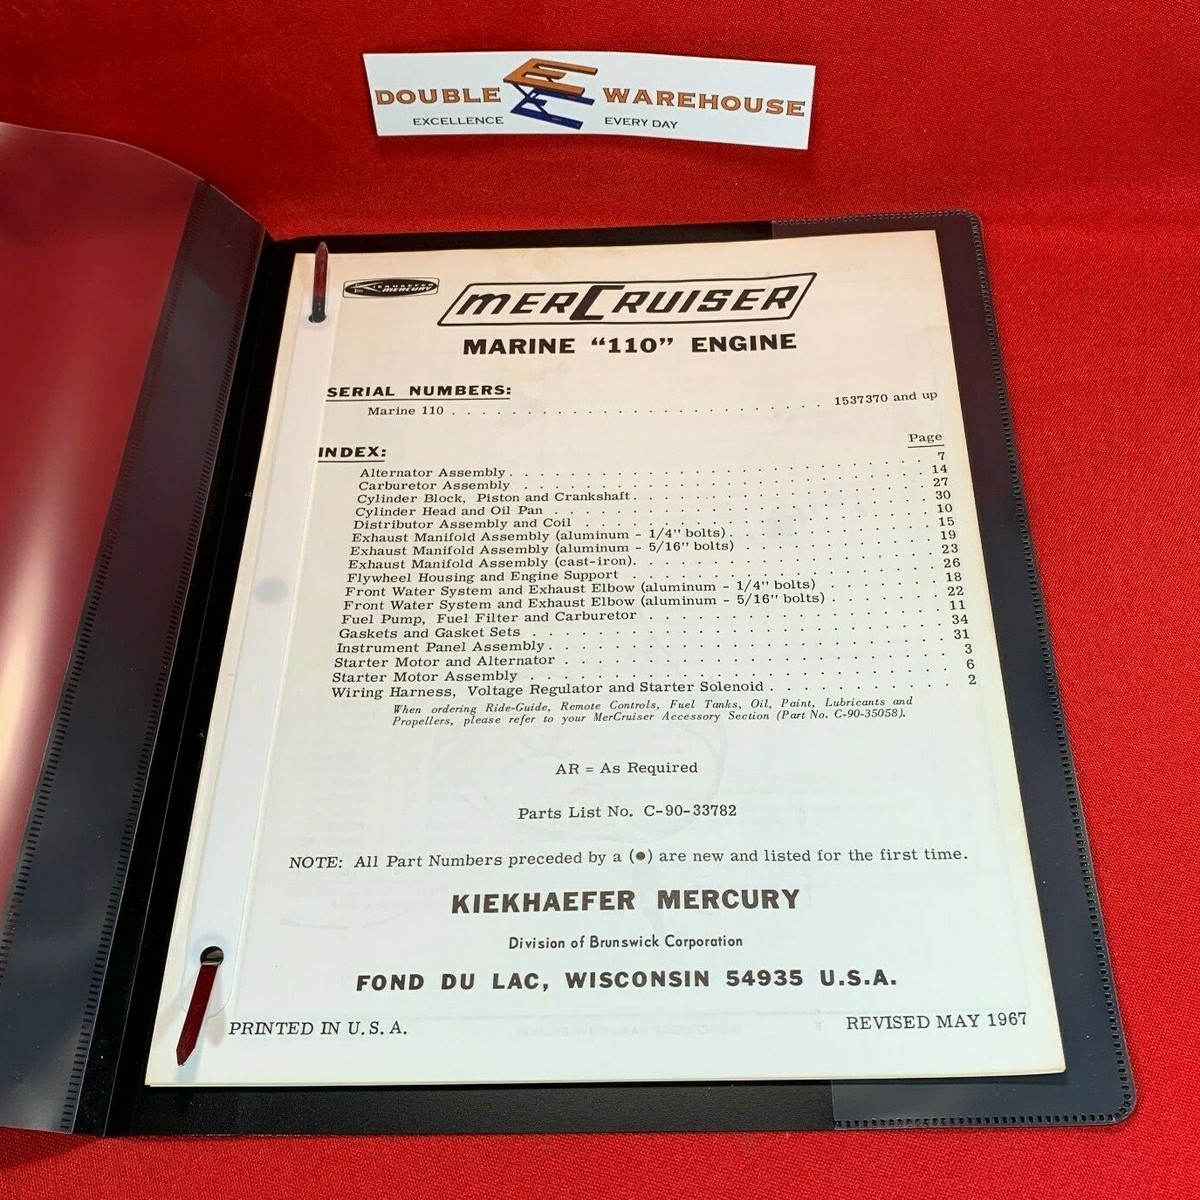 DOUBLE WAREHOUSE
EXCELLENCE EVERY DAY
KIEKHAEFER
MERCURY
MERCRUISER
MARINE "110" ENGINE
SERIAL NUMBERS:
Marine 110 . . . . . . . . . . . . . . . . . . . . . . . . 1537370 and up
INDEX:
Page
Alternator Assembly . . . . . . . . . . . . . . . . . . . . 7
Carburetor Assembly . . . . . . . . . . . . . . . . . . . . 14
Cylinder Block, Piston and Crankshaft . . . . . . . . . . . . . . . . 27
Cylinder Head and Oil Pan . . . . . . . . . . . . . . . . . . . . 30
Distributor Assembly and Coil . . . . . . . . . . . . . . . . . . . . 10
Exhaust Manifold Assembly (aluminum - 1/4" bolts) . . . . . . . . . . . . 15
Exhaust Manifold Assembly (aluminum - 5/16" bolts) . . . . . . . . . . . . 19
Exhaust Manifold Assembly (cast-iron) . . . . . . . . . . . . . . . . 23
Flywheel Housing and Engine Support . . . . . . . . . . . . . . . . 26
Front Water System and Exhaust Elbow (aluminum - 1/4" bolts) . . . . . . . . 18
Front Water System and Exhaust Elbow (aluminum - 5/16" bolts) . . . . . . . . 22
Fuel Pump, Fuel Filter and Carburetor . . . . . . . . . . . . . . . . 11
Gaskets and Gasket Sets . . . . . . . . . . . . . . . . . . . . 34
Instrument Panel Assembly . . . . . . . . . . . . . . . . . . . . 31
Starter Motor and Alternator . . . . . . . . . . . . . . . . . . . . 3
Starter Motor Assembly . . . . . . . . . . . . . . . . . . . . 6
Wiring Harness, Voltage Regulator and Starter Solenoid . . . . . . . . . . 2
When ordering Ride-Guide, Remote Controls, Fuel Tanks, Oil, Paint, Lubricants and
Propellers, please refer to your MerCruiser Accessory Section (Part No. C-90-35058).
AR = As Required
Parts List No. C-90-33782
NOTE: All Part Numbers preceded by a (●) are new and listed for the first time.
KIEKHAEFER MERCURY
Division of Brunswick Corporation
FOND DU LAC, WISCONSIN 54935 U.S.A.
PRINTED IN U.S.A. REVISED MAY 1967